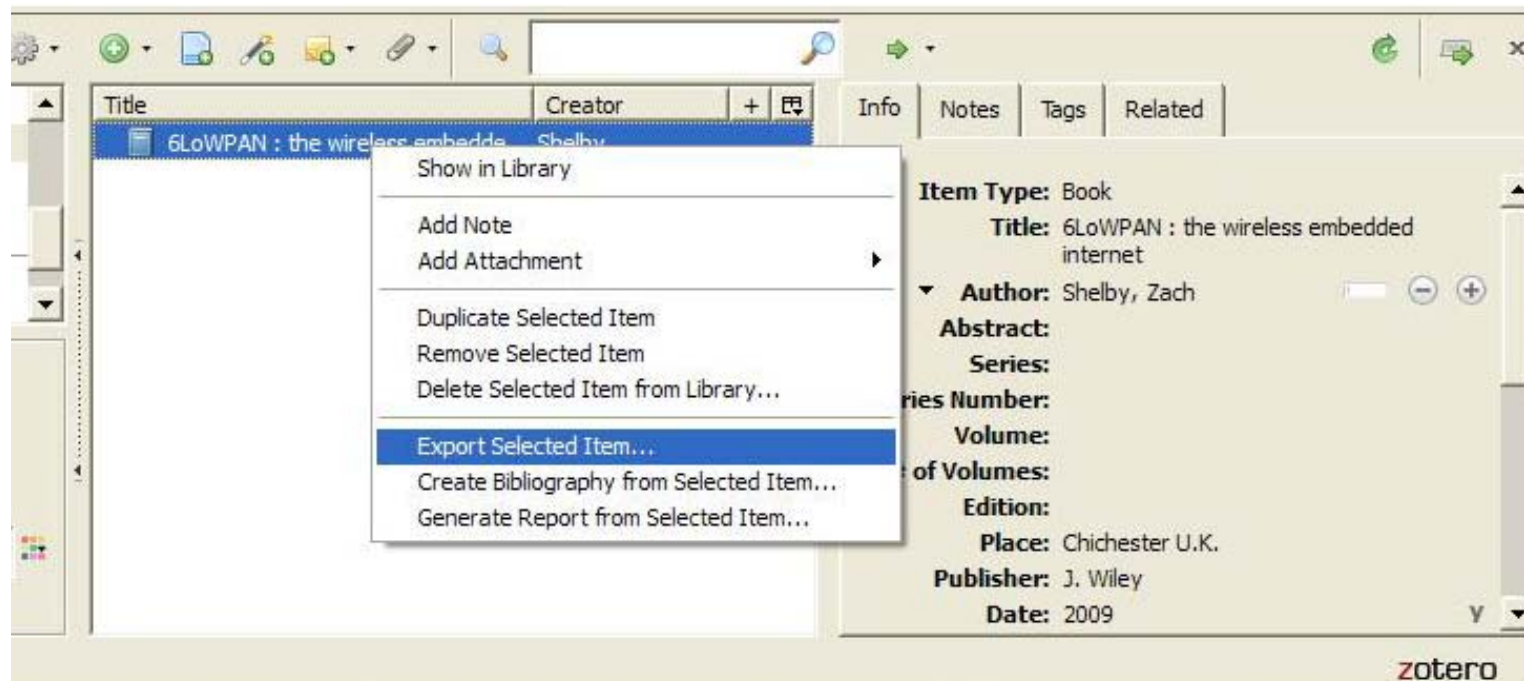 Title Creator +
6LoWPAN : the wireless embedde... Shelby
Show in Library
Add Note
Add Attachment
Duplicate Selected Item
Remove Selected Item
Delete Selected Item from Library...
Export Selected Item...
Create Bibliography from Selected Item...
Generate Report from Selected Item...
Info Notes Tags Related
Item Type: Book
Title: 6LoWPAN : the wireless embedded
internet
Author: Shelby, Zach
Abstract:
Series:
ries Number:
Volume:
of Volumes:
Edition:
Place: Chichester U.K.
Publisher: J. Wiley
Date: 2009 y
zotero